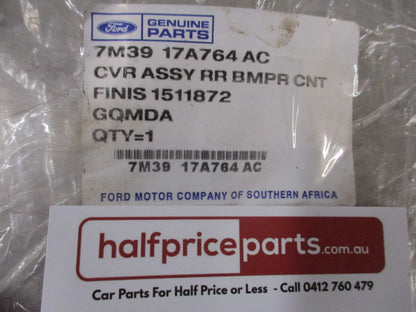 Ford GENUINE
PARTS
7M39 17A764 AC
CVR ASSY RR BMPR CNT
FINIS 1511872
GQMDA
QTY=1
7M39 17A764 AC
FORD MOTOR COMPANY OF SOUTHERN AFRICA
halfpriceparts.com.au
Car Parts For Half Price or Less - Call 0412 760 479